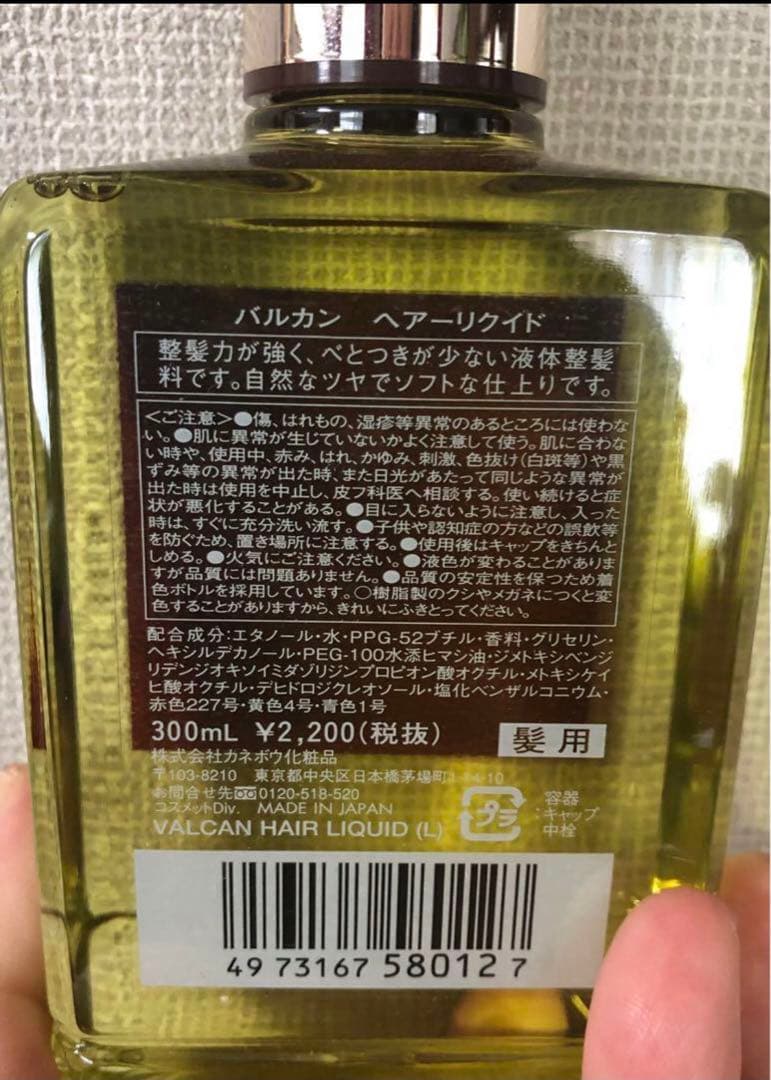 バルカン　ヘアーリクイド
整髪力が強く、べとつきが少ない液体整髪
料です。自然なツヤでソフトな仕上りです。
＜ご注意＞●傷、はれもの、湿疹等異常のあるところには使わな
い。●肌に異常が生じていないかよく注意して使う。肌に合わな
い時や、使用中、赤み、はれ、かゆみ、刺激、色抜け(白斑等)や黒
ずみ等の異常が出た時、また日光があたって同じような異常が
出た時は使用を中止し、皮フ科医へ相談する。使い続けると症
状が悪化することがある。●目に入らないように注意し、入った
時は、すぐに充分洗い流す。●子供や認知症の方などの誤飲等
を防ぐため、置き場所に注意する。●使用後はキャップをきちんと
しめる。●火気にご注意ください。●液色が変わることがありま
すが品質には問題ありません。●品質の安定性を保つため着
色ボトルを採用しています。○樹脂製のクシやメガネにつくと変
色することがありますから、きれいにふきとってください。
配合成分:エタノール・水・PPG-52ブチル・香料・グリセリン・
ヘキシルデカノール・PEG-100水添ヒマシ油・ジメトキシベンジ
リデンジオキソイミダゾリジンプロピオン酸オクチル・メトキシケイ
ヒ酸オクチル・デヒドロジクレオソール・塩化ベンザルコニウム・
赤色227号・黄色4号・青色1号
300mL ¥2,200(税抜)
髪用
株式会社カネボウ化粧品
〒103-8210　東京都中央区日本橋茅場町1-14-10
お問合せ先 0120-518-520
コスメットDiv. MADE IN JAPAN
VALCAN HAIR LIQUID (L)
プラ
容器
:キャップ
中栓
4973167580127